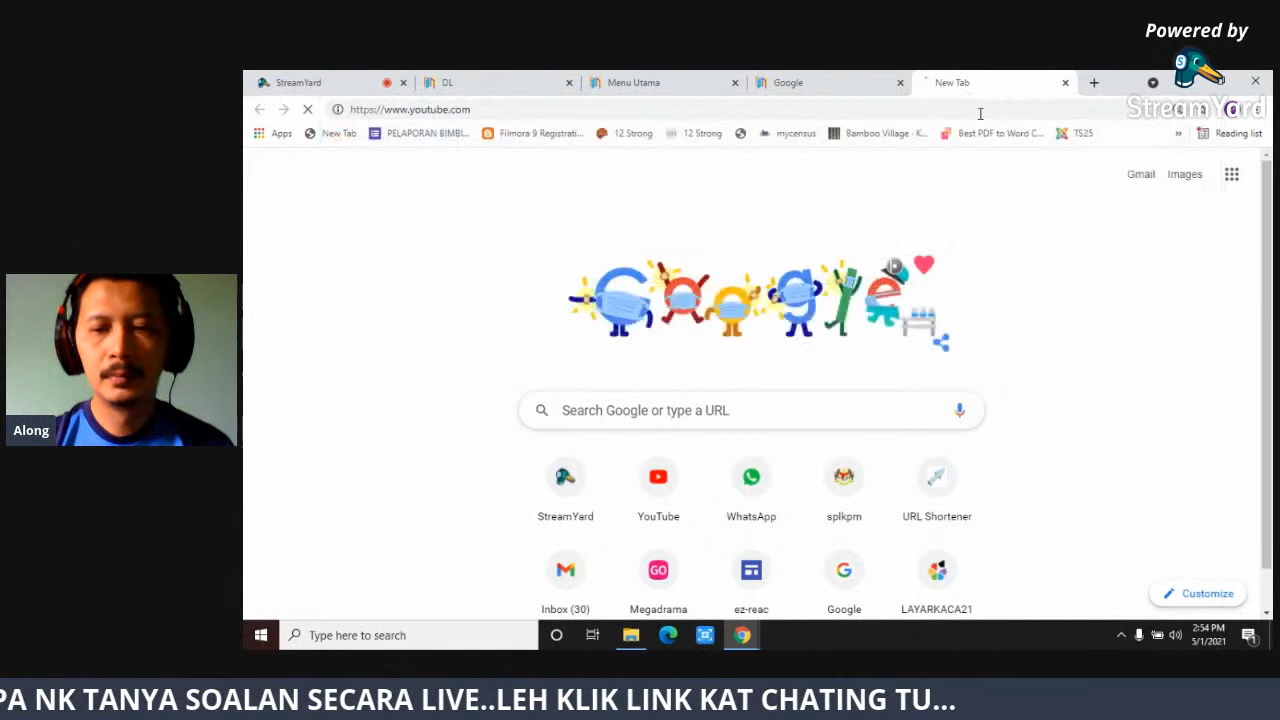 Powered by
StreamYard
StreamYard
DL
Menu Utama
Google
New Tab
https://www.youtube.com
Apps
New Tab
PELAPORAN BIMBI...
Filmora 9 Registrati...
12 Strong
12 Strong
mycensus
Bamboo Village - K...
Best PDF to Word C...
TS25
»
Reading list
Gmail
Images
Google
Search Google or type a URL
StreamYard
YouTube
WhatsApp
splkpm
URL Shortener
GO
Inbox (30)
Megadrama
ez-reac
Google
LAYARKACA21
Customize
Along
Type here to search
2:54 PM
5/1/2021
PA NK TANYA SOALAN SECARA LIVE..LEH KLIK LINK KAT CHATING TU...